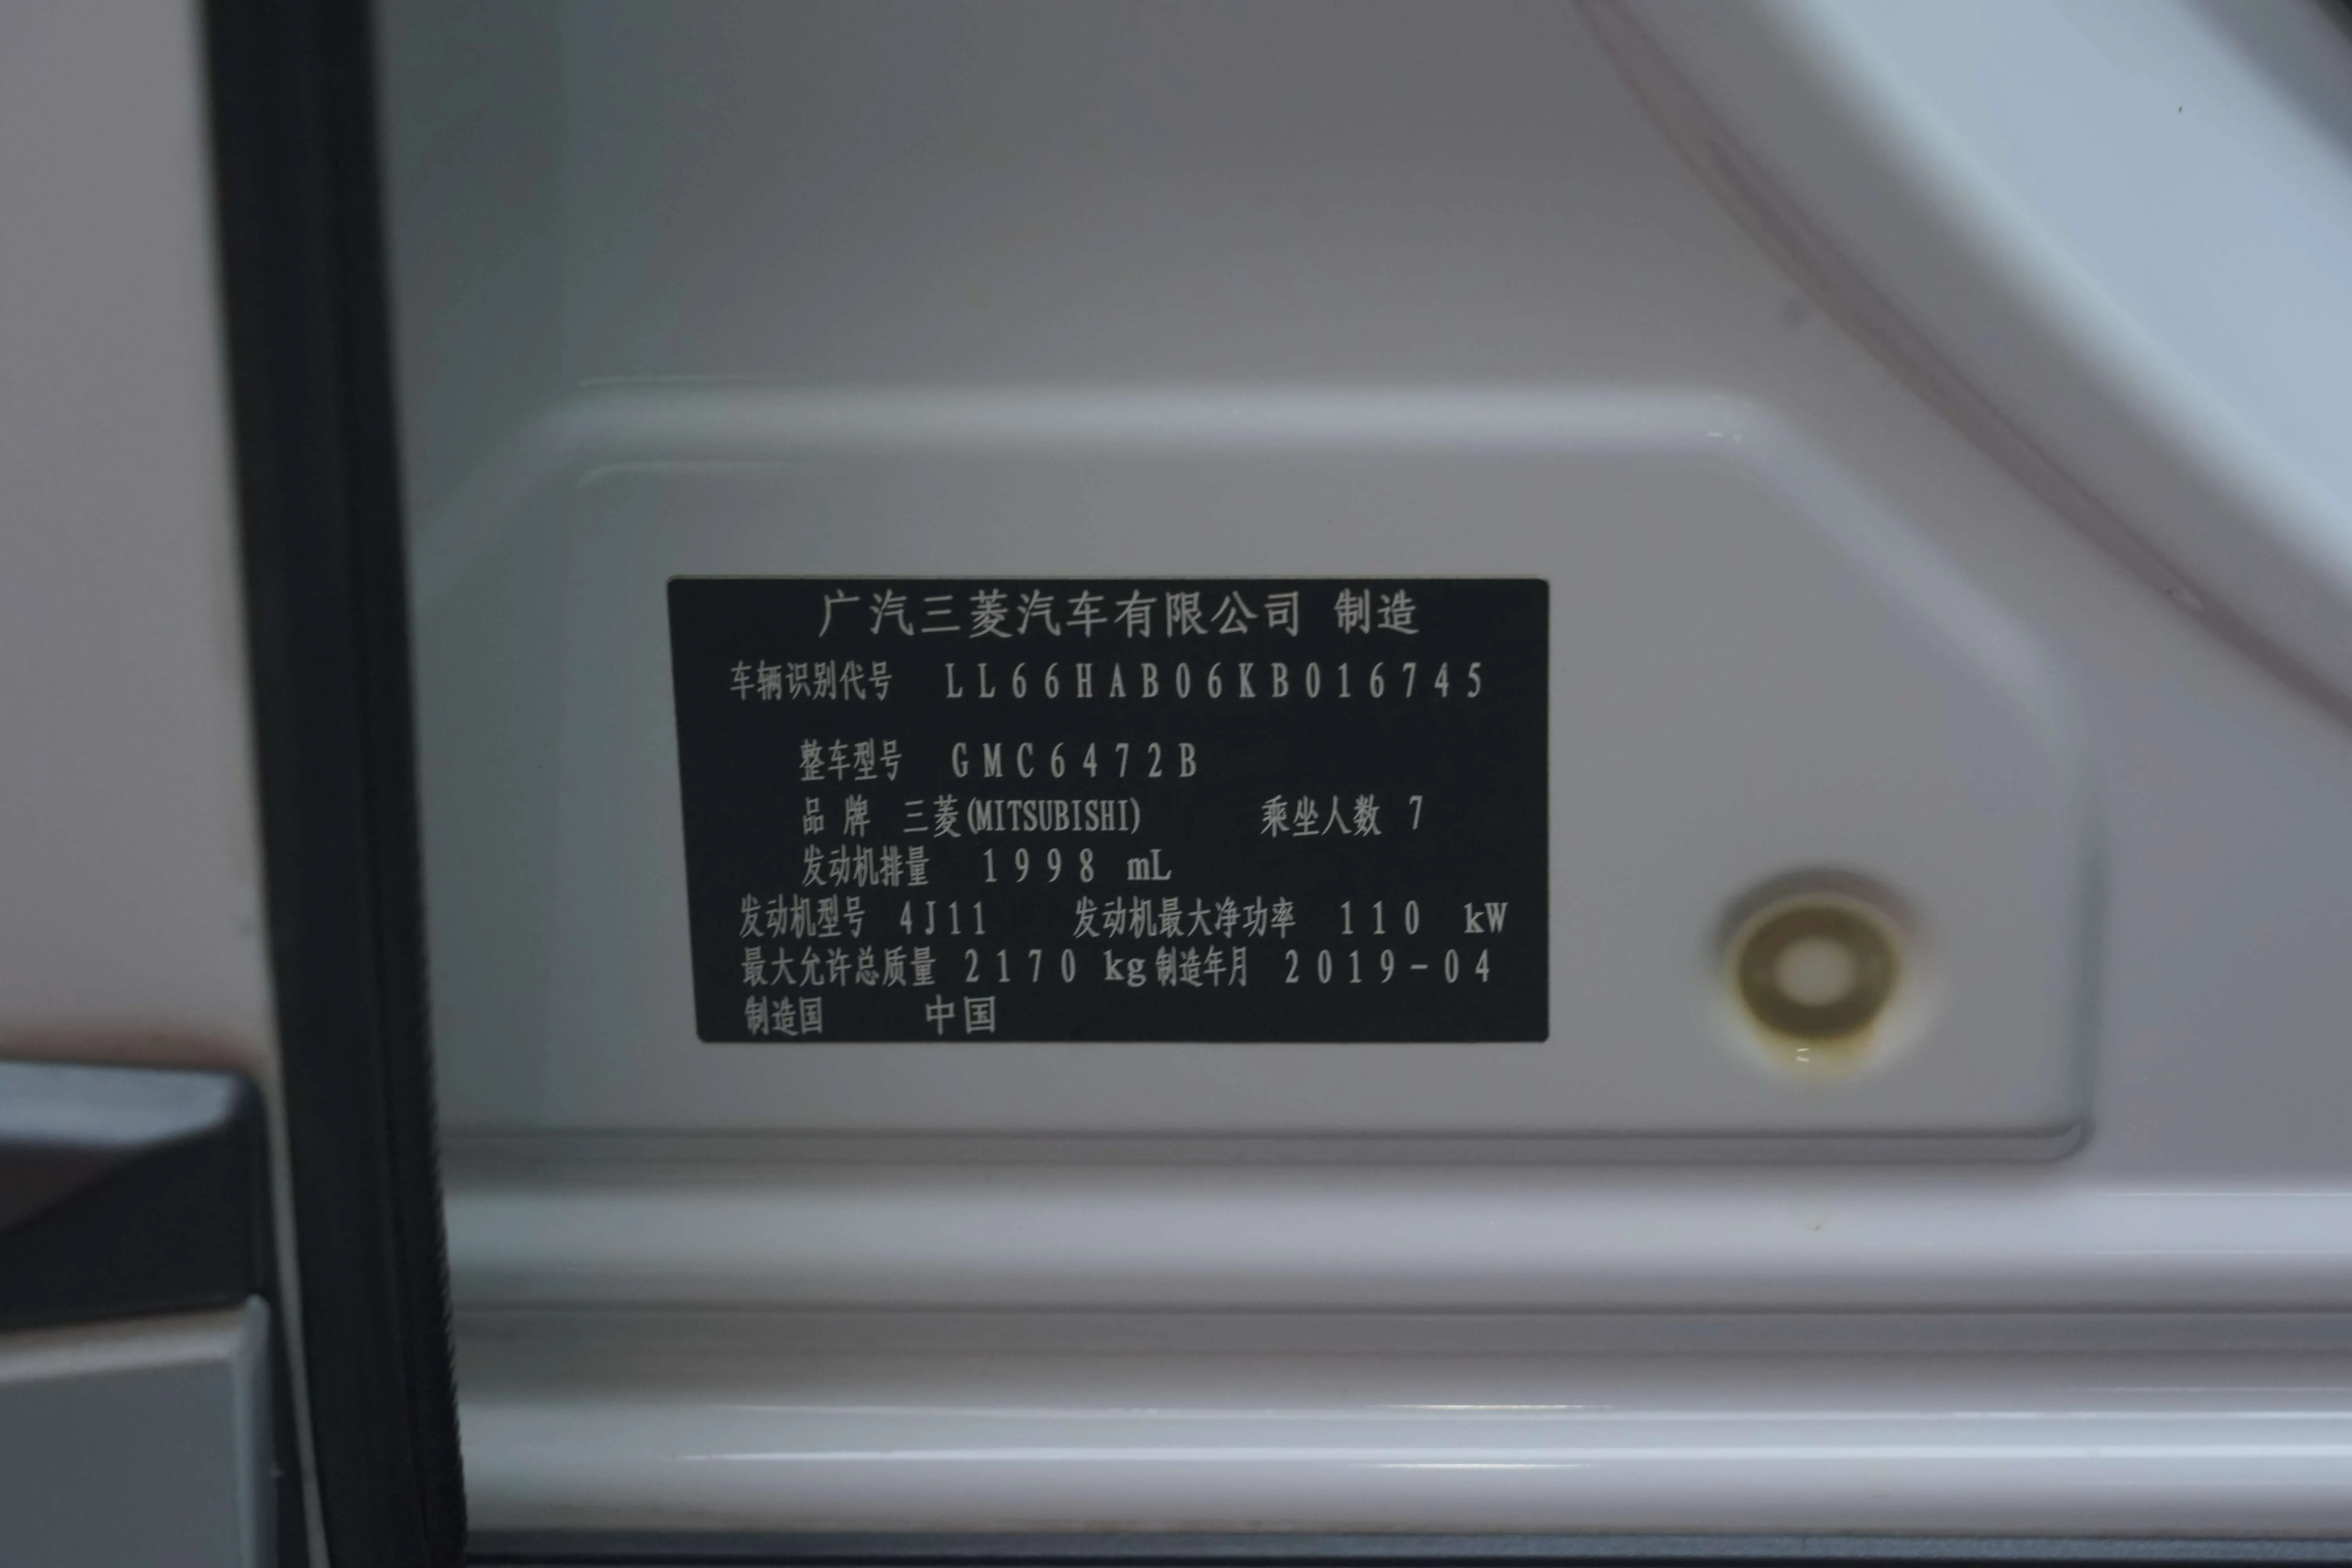 广汽三菱汽车有限公司 制造
车辆识别代号 LL66HAB06KB016745
整车型号 GMC6472B
品 牌 三菱(MITSUBISHI) 乘坐人数 7
发动机排量 1998 mL
发动机型号 4J11 发动机最大净功率 110 kW
最大允许总质量 2170 kg 制造年月 2019-04
制造国 中国